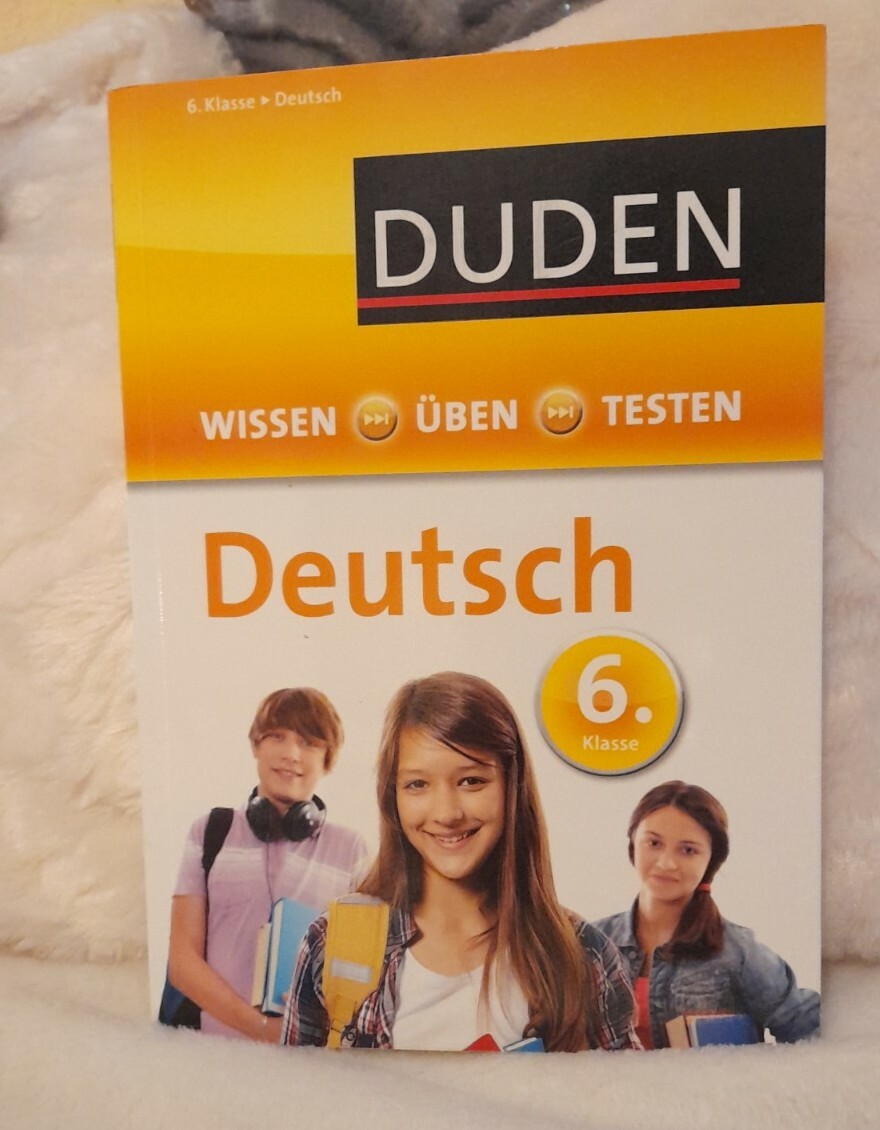 6. Klasse ▸ Deutsch
DUDEN
WISSEN ÜBEN TESTEN
Deutsch
6.
Klasse